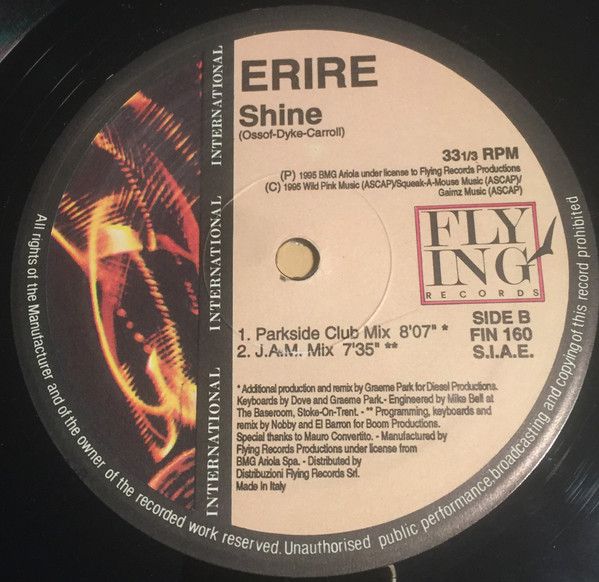 ERIRE
Shine
(Ossof-Dyke-Carroll)
33 1/3 RPM
(P) 1995 BMG Ariola under license to Flying Records Productions
(C) 1995 Wild Pink Music (ASCAP)/Squeak-A-Mouse Music (ASCAP)/
Gaimz Music (ASCAP)
FLY
ING
RECORDS
SIDE B
FIN 160
S.I.A.E.
1. Parkside Club Mix 8'07" *
2. J.A.M. Mix 7'35" **
* Additional production and remix by Graeme Park for Diesel Productions.
Keyboards by Dove and Graeme Park.- Engineered by Mike Bell at
The Baseroom, Stoke-On-Trent. - ** Programming, keyboards and
remix by Nobby and El Barron for Boom Productions.
Special thanks to Mauro Convertito. - Manufactured by
Flying Records Productions under license from
BMG Ariola Spa. - Distributed by
Distribuzioni Flying Records Srl.
Made in Italy
INTERNATIONAL
INTERNATIONAL
INTERNATIONAL
All rights of the Manufacturer and of the owner of the recorded work reserved. Unauthorised public performance.broadcasting and copying of this record prohibited